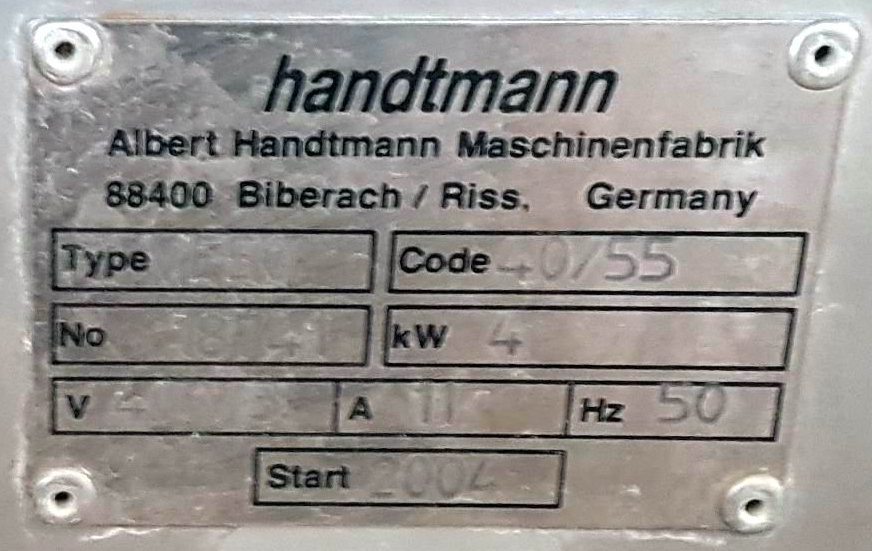 handtmann
Albert Handtmann Maschinenfabrik
88400 Biberach / Riss. Germany
Type Code 40/55
No kW 4
V A 11 Hz 50
Start 2004